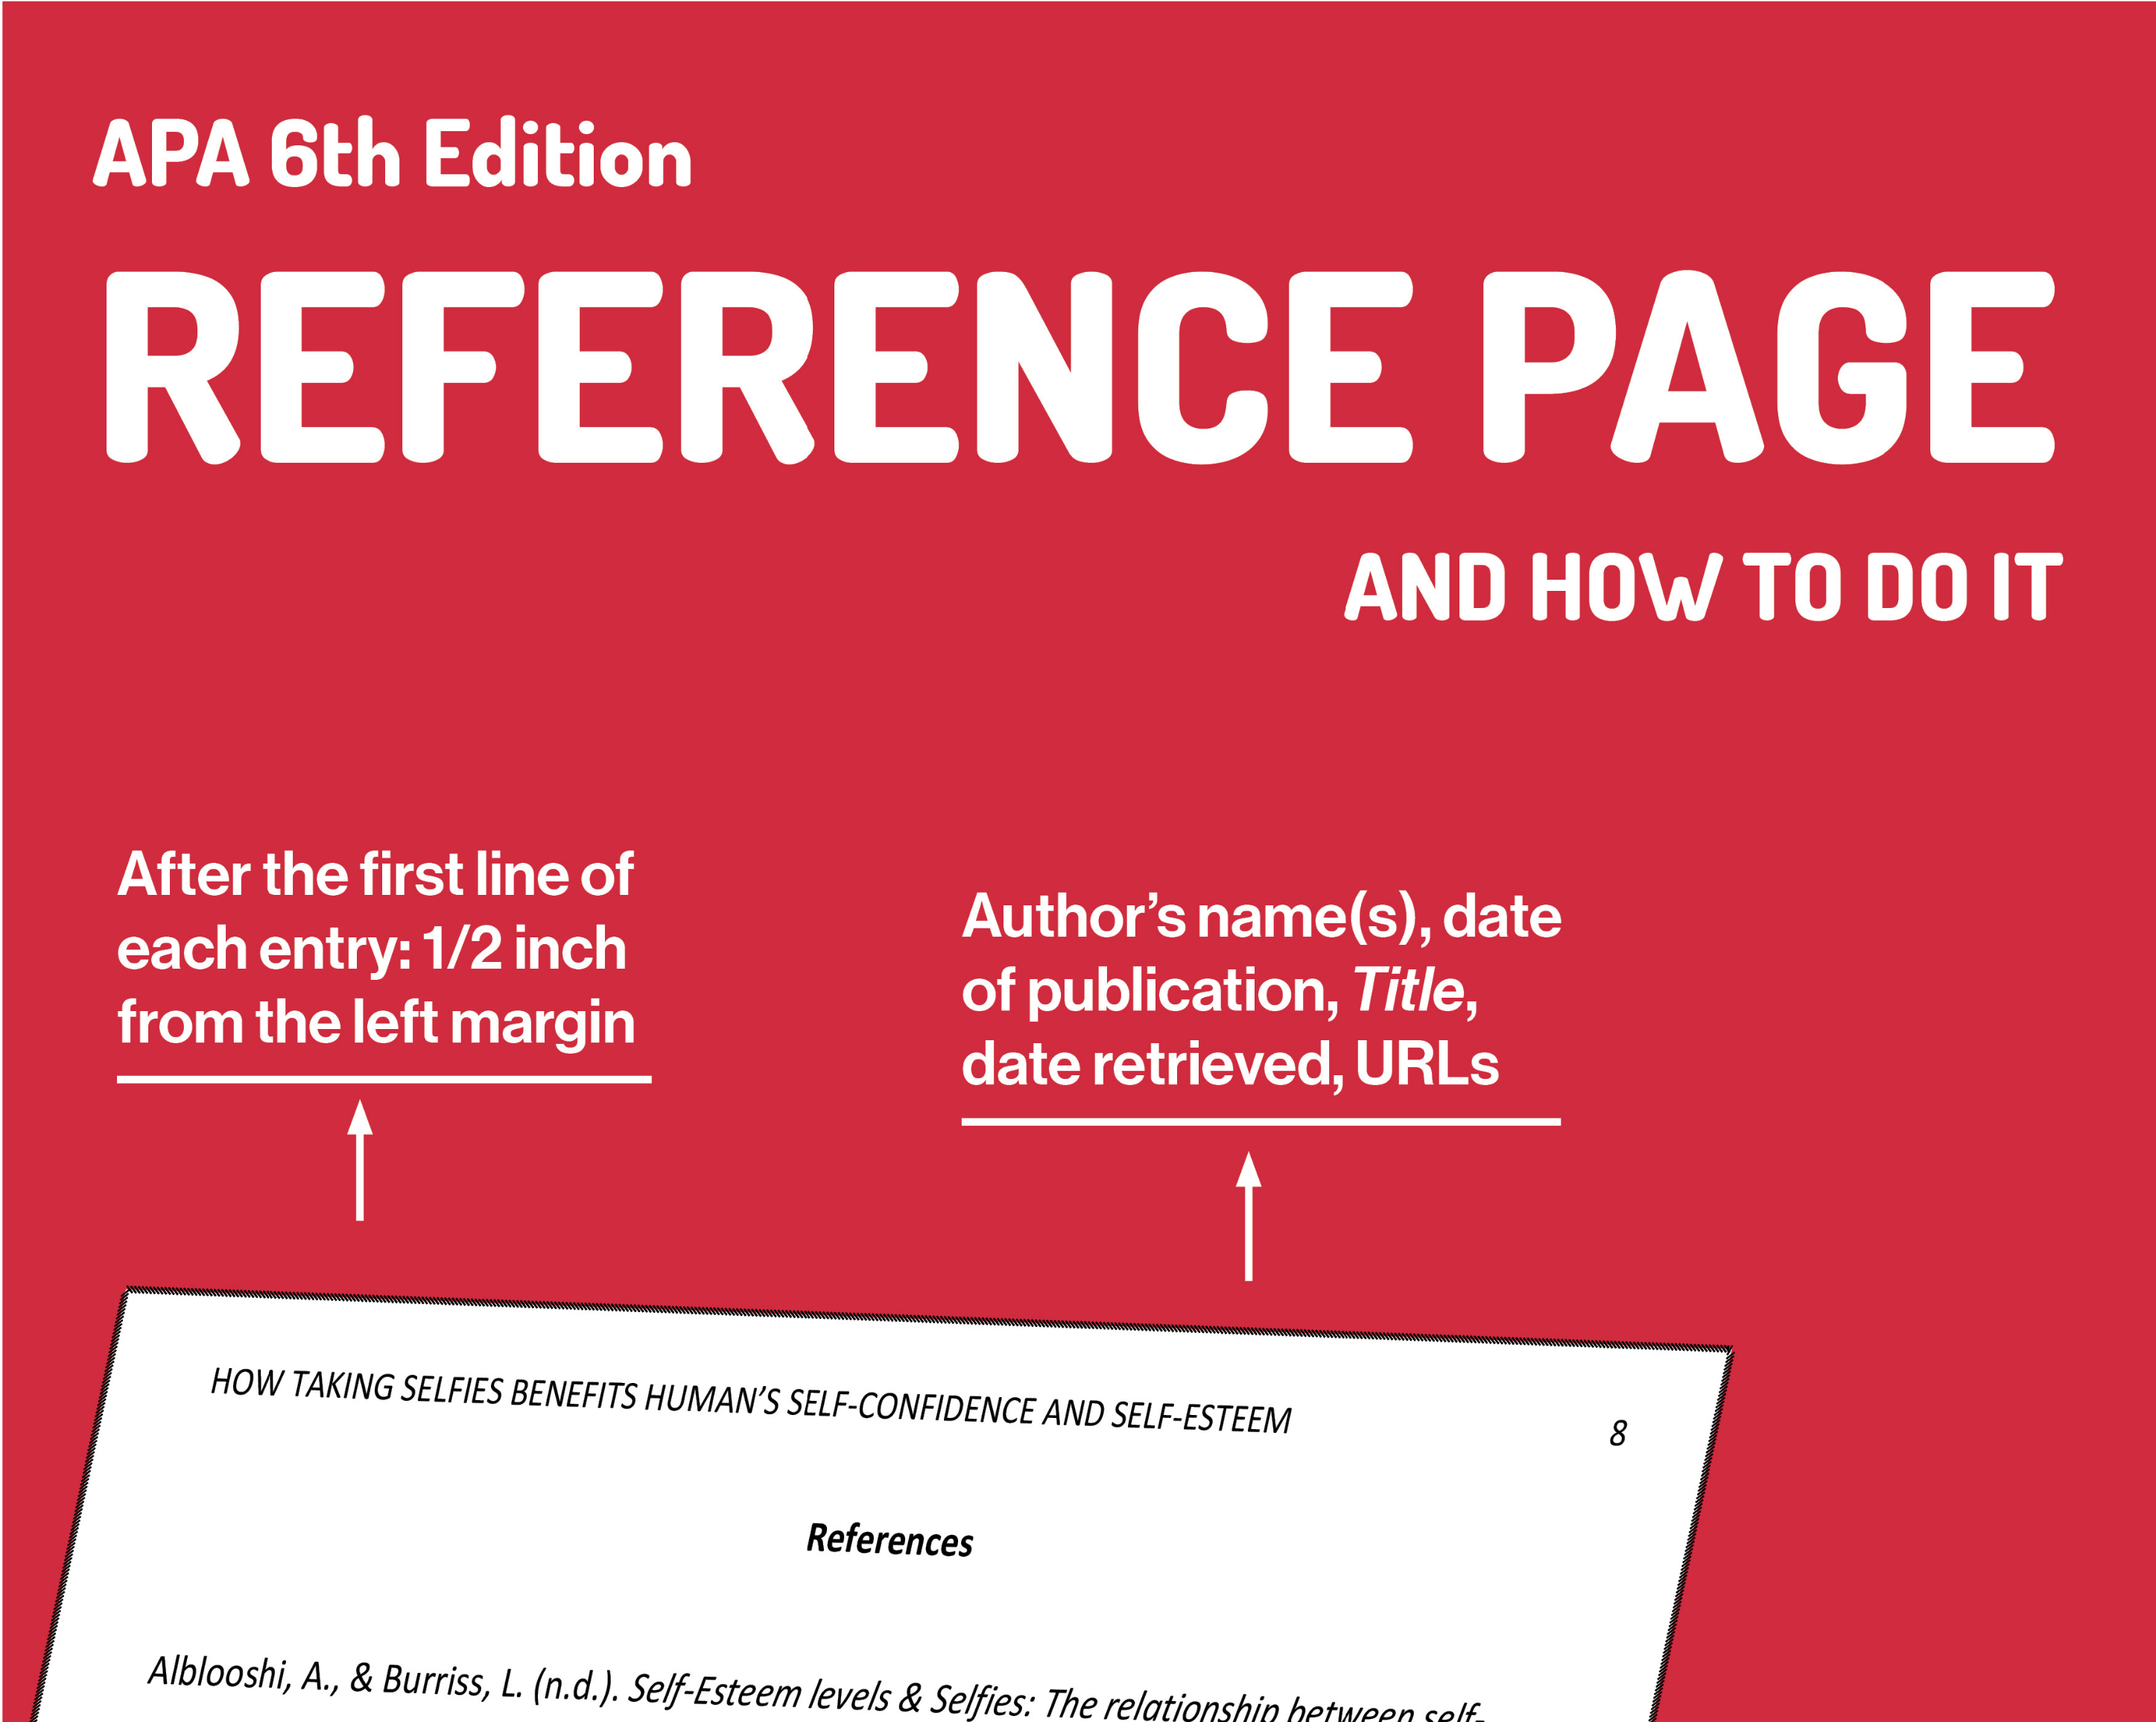 APA 6th Edition
REFERENCE PAGE
AND HOW TO DO IT
After the first line of
each entry: 1/2 inch
from the left margin
Author’s name(s), date
of publication, Title,
date retrieved, URLs
HOW TAKING SELFIES BENEFITS HUMAN’S SELF-CONFIDENCE AND SELF-ESTEEM 8
References
Alblooshi, A., & Burriss, L. (n.d.). Self-Esteem levels & Selfies: The relationship between self-